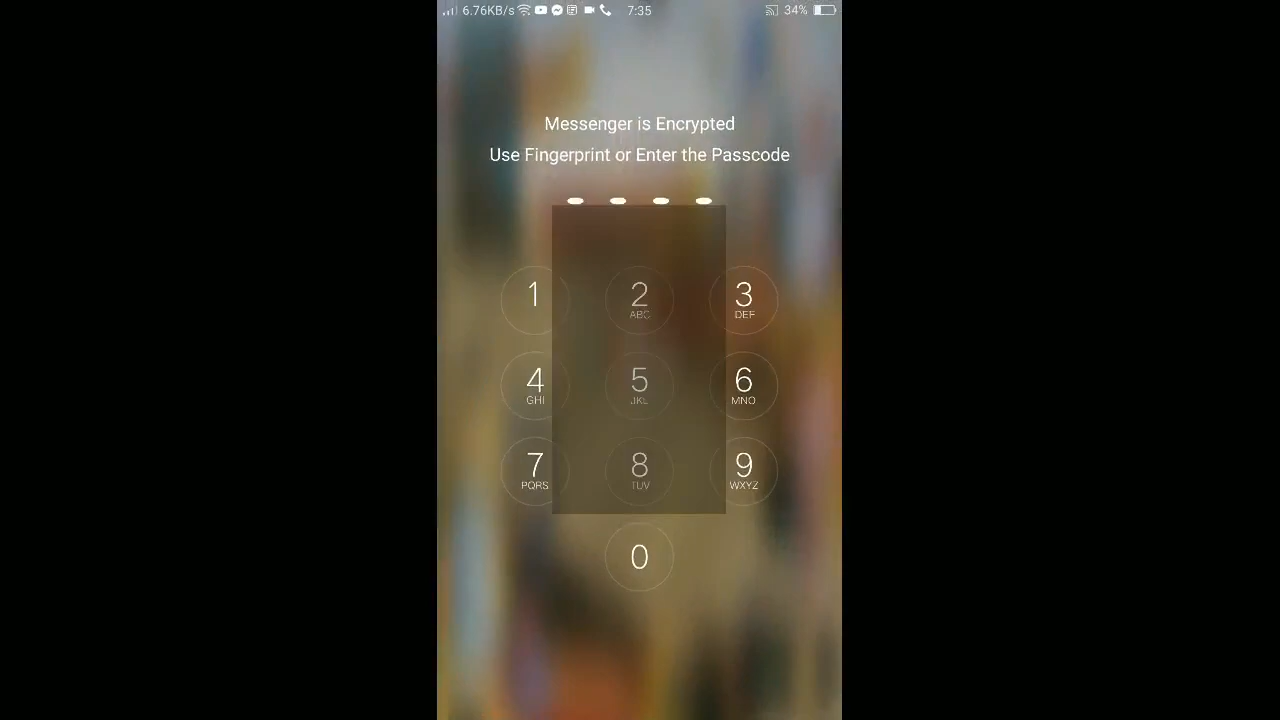 6.76KB/s 7:35 34%
Messenger is Encrypted
Use Fingerprint or Enter the Passcode
1 2 3
ABC DEF
4 5 6
GHI JKL MNO
7 8 9
PQRS TUV WXYZ
0